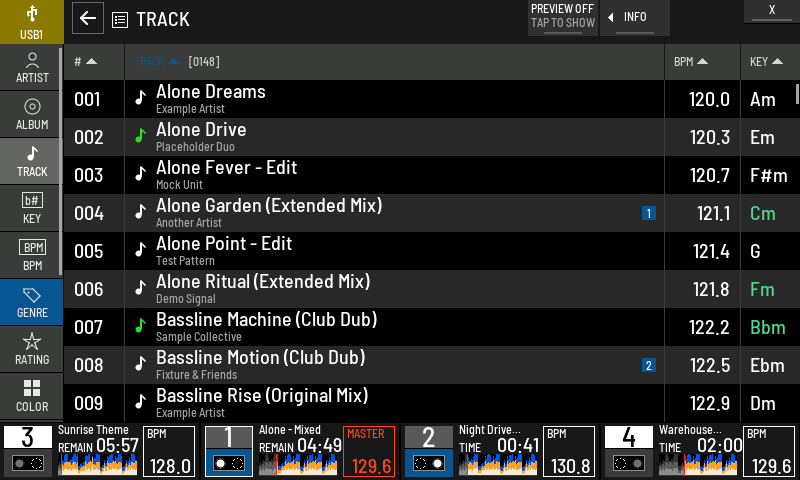 USB1
TRACK
PREVIEW OFF
TAP TO SHOW
INFO
X
ARTIST
ALBUM
TRACK
b#
KEY
BPM
BPM
GENRE
RATING
COLOR
# TRACK [0148] BPM KEY
001 Alone Dreams 120.0 Am
Example Artist
002 Alone Drive 120.3 Em
Placeholder Duo
003 Alone Fever - Edit 120.7 F#m
Mock Unit
004 Alone Garden (Extended Mix) 1 121.1 Cm
Another Artist
005 Alone Point - Edit 121.4 G
Test Pattern
006 Alone Ritual (Extended Mix) 121.8 Fm
Demo Signal
007 Bassline Machine (Club Dub) 122.2 Bbm
Sample Collective
008 Bassline Motion (Club Dub) 2 122.5 Ebm
Fixture & Friends
009 Bassline Rise (Original Mix) 122.9 Dm
Example Artist
3 Sunrise Theme BPM
REMAIN 05:57
128.0
1 Alone - Mixed MASTER
REMAIN 04:49
129.6
2 Night Drive... BPM
TIME 00:41
130.8
4 Warehouse... BPM
TIME 02:00
129.6